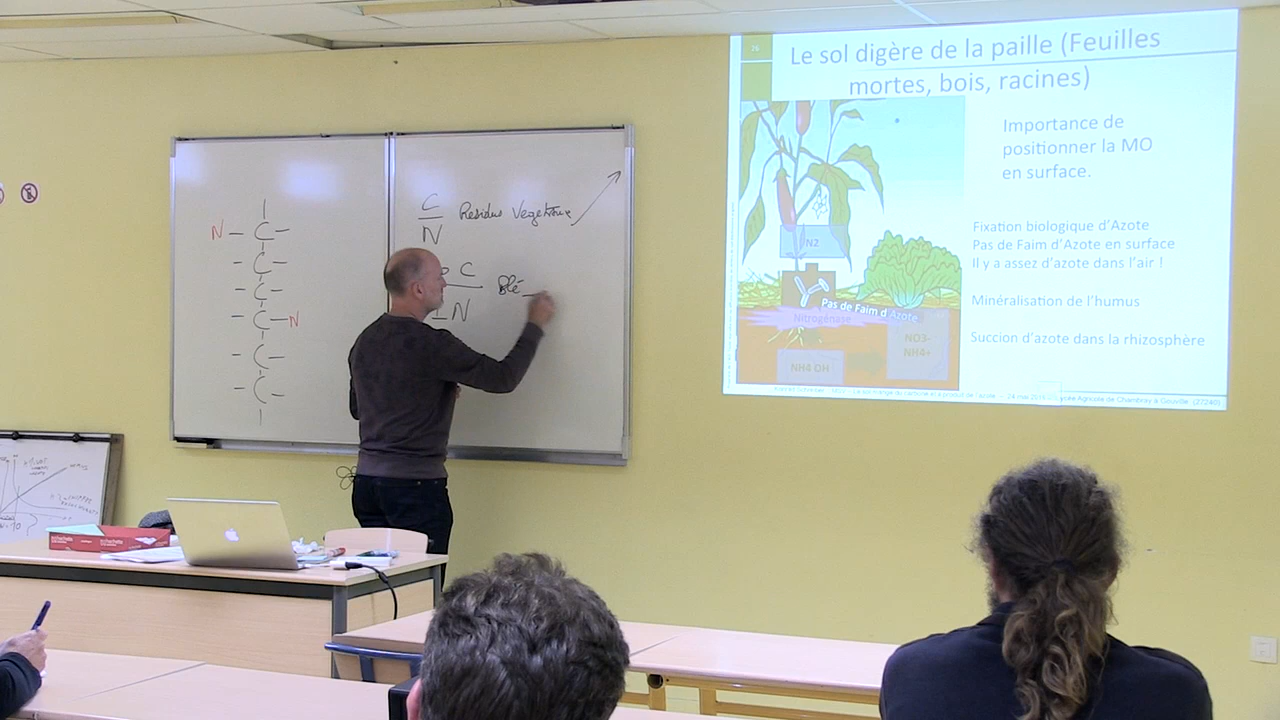 N – C –
– C –
– C –
– C – N
– C –
– C –
C
N
Residus Vegetaux
C
1N
Blé
16
Le sol digère de la paille (Feuilles
mortes, bois, racines)
Importance de
positionner la MO
en surface.
Fixation biologique d'Azote
Pas de Faim d'Azote en surface
Il y a assez d'azote dans l'air !
Minéralisation de l'humus
Succion d'azote dans la rhizosphère
N2
Pas de Faim d'Azote
Nitrogénase
NO3-
NH4+
NH4 OH